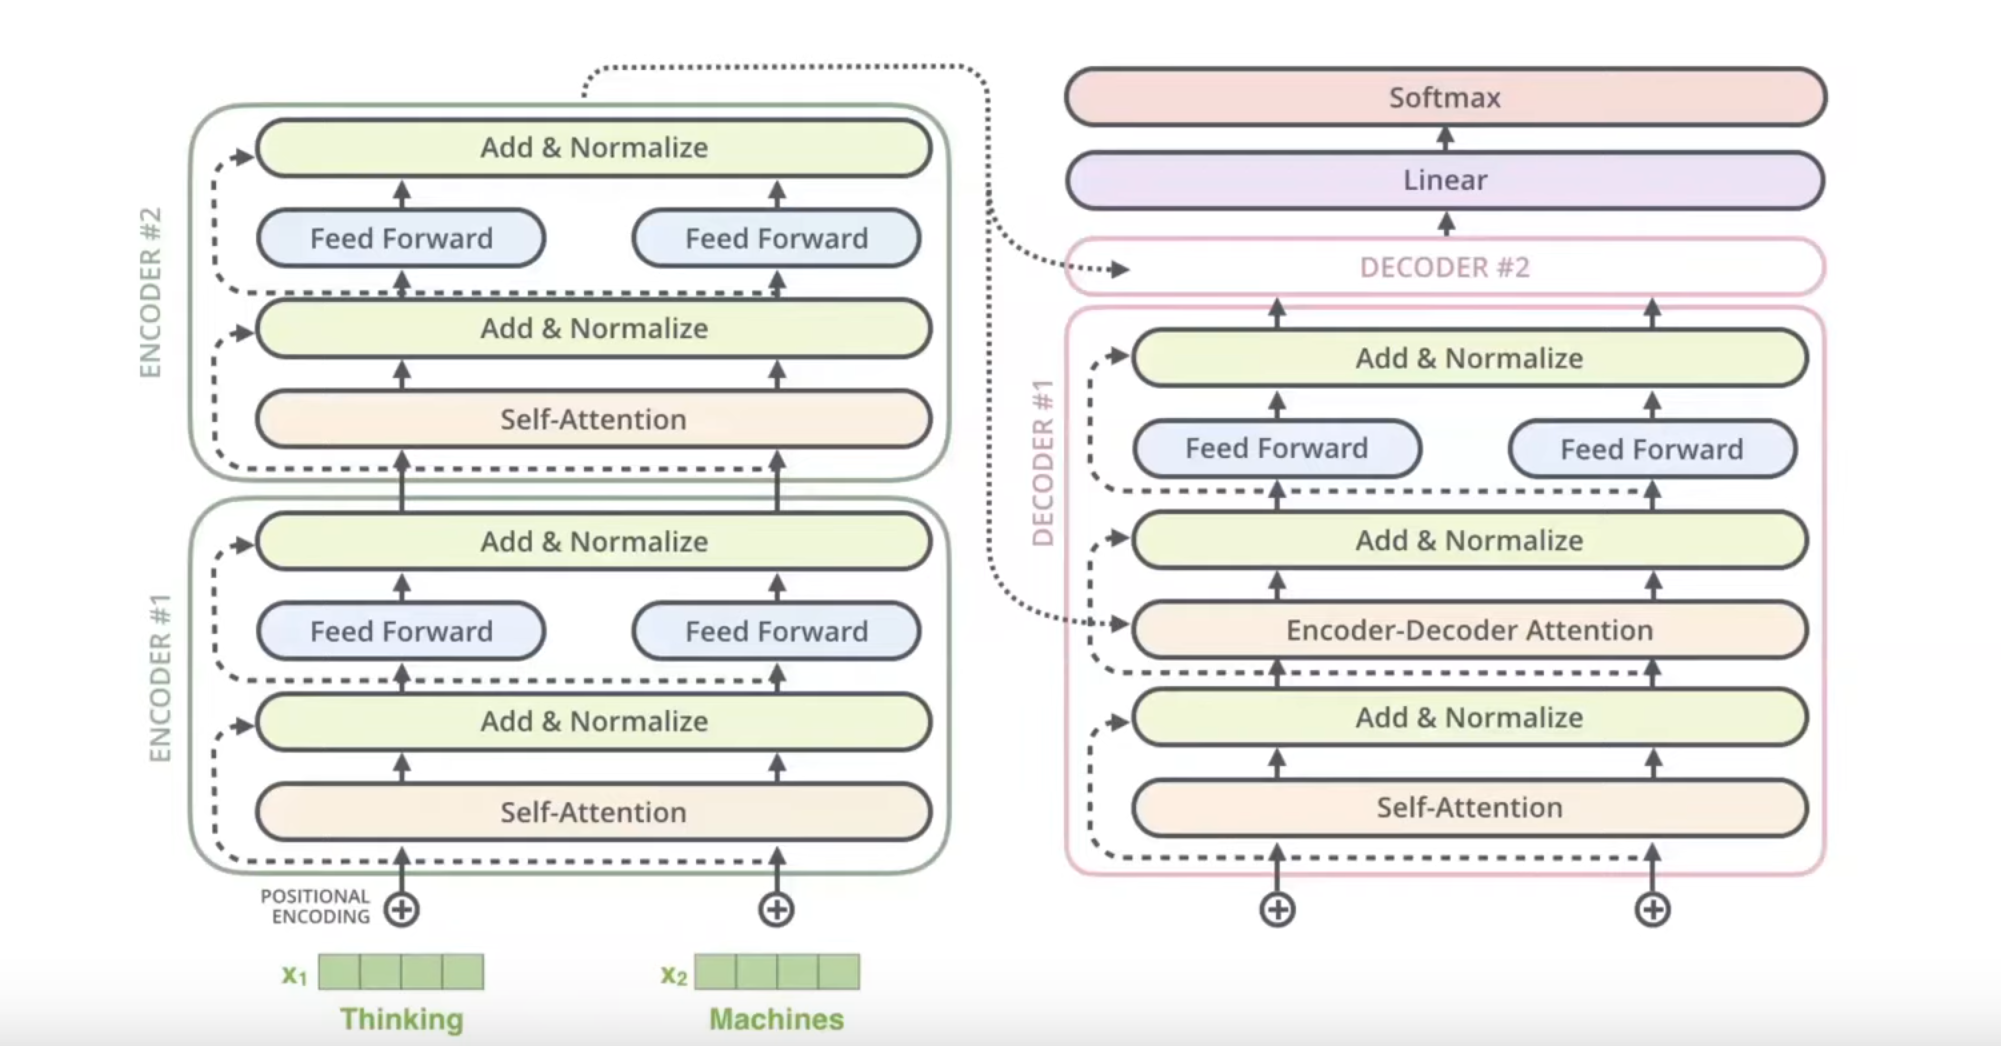 ENCODER #2
Add & Normalize
Feed Forward
Feed Forward
Add & Normalize
Self-Attention
ENCODER #1
Add & Normalize
Feed Forward
Feed Forward
Add & Normalize
Self-Attention
POSITIONAL
ENCODING
x₁
x₂
Thinking
Machines
Softmax
Linear
DECODER #2
DECODER #1
Add & Normalize
Feed Forward
Feed Forward
Add & Normalize
Encoder-Decoder Attention
Add & Normalize
Self-Attention